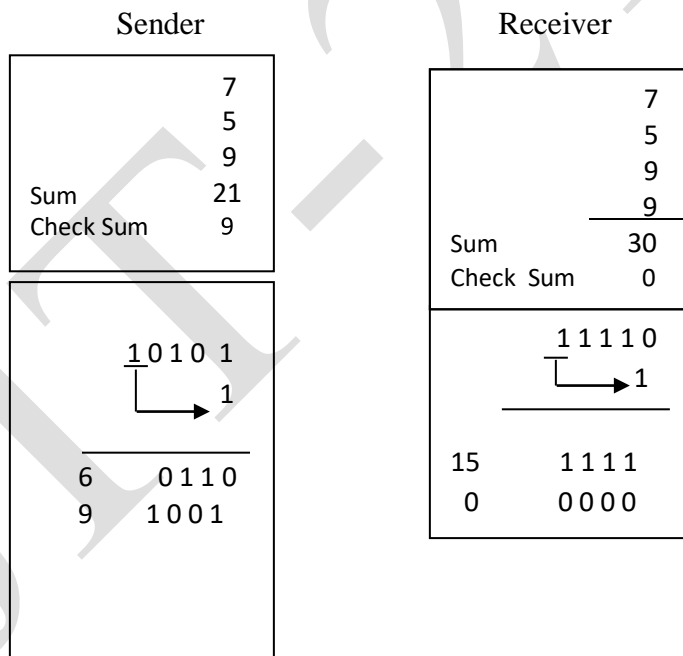 Sender
7
5
9
Sum 21
Check Sum 9
1 0 1 0 1
1
6 0 1 1 0
9 1 0 0 1
Receiver
7
5
9
9
Sum 30
Check Sum 0
1 1 1 1 0
1
15 1 1 1 1
0 0 0 0 0